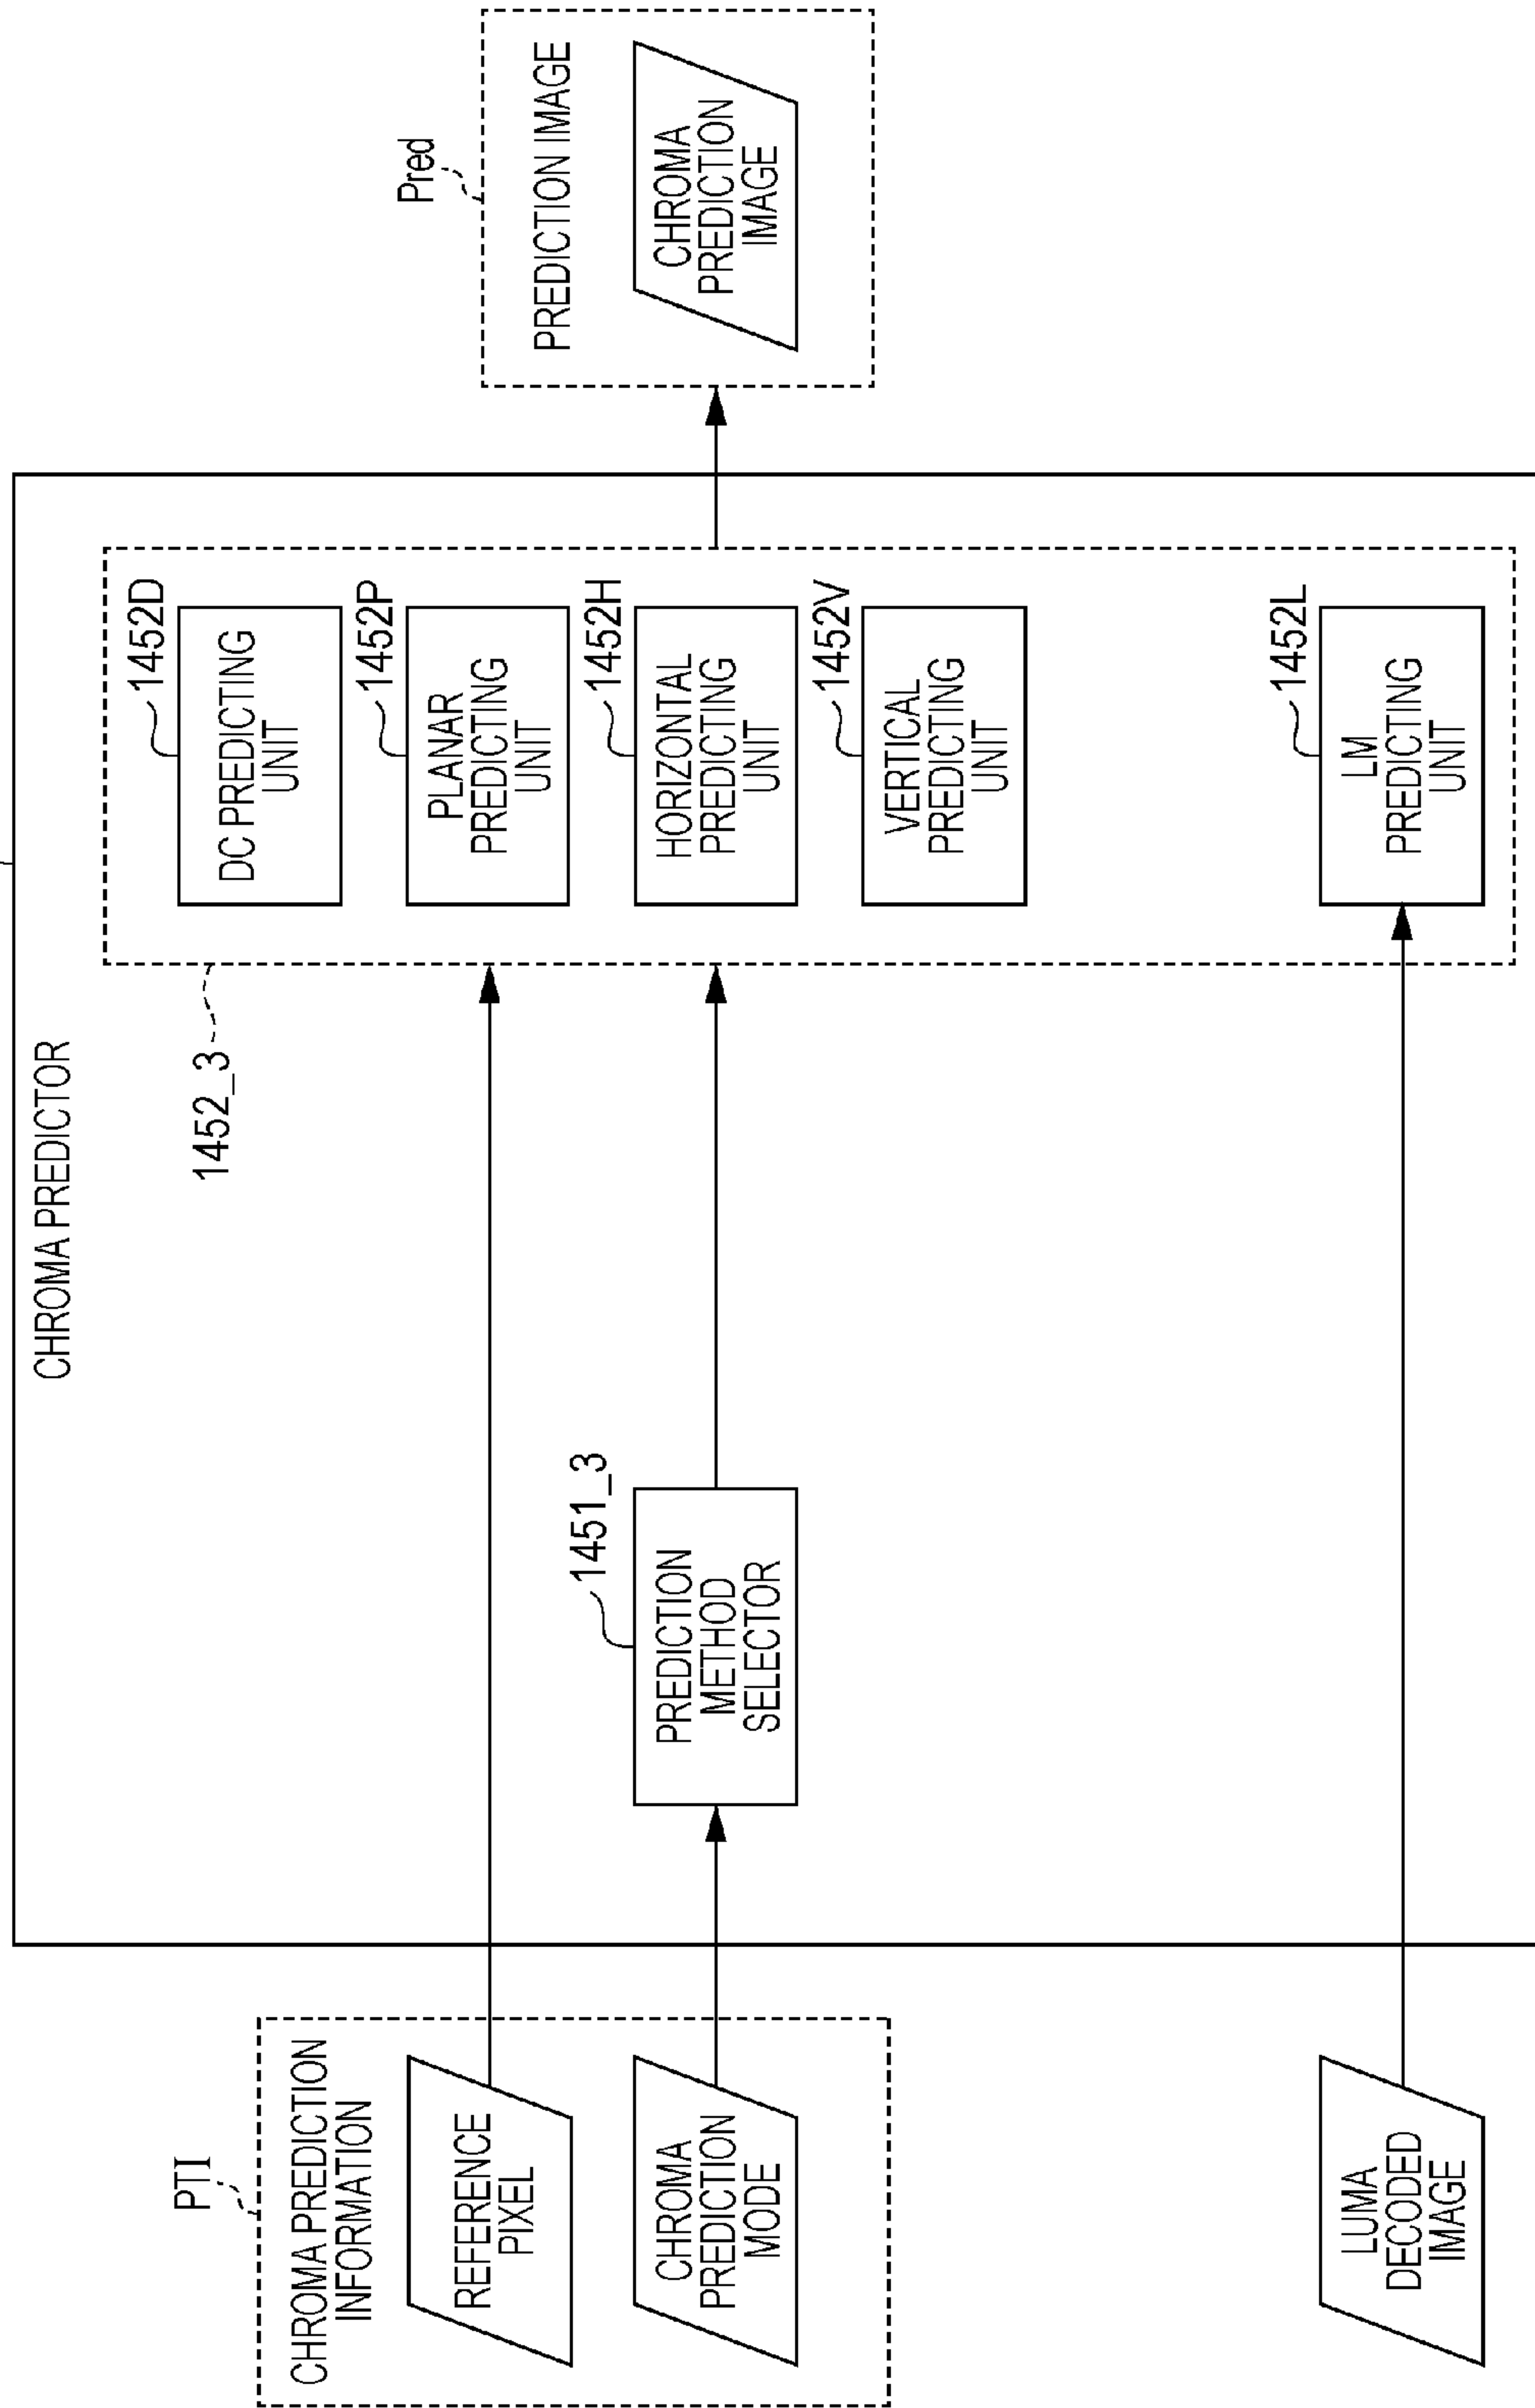 CHROMA PREDICTOR
PTI
CHROMA PREDICTION
INFORMATION
REFERENCE
PIXEL
CHROMA
PREDICTION
MODE
LUMA
DECODED
IMAGE
1451_3
PREDICTION
METHOD
SELECTOR
1452_3
1452D
DC PREDICTING
UNIT
1452P
PLANAR
PREDICTING
UNIT
1452H
HORIZONTAL
PREDICTING
UNIT
1452V
VERTICAL
PREDICTING
UNIT
1452L
LM
PREDICTING
UNIT
Pred
PREDICTION IMAGE
CHROMA
PREDICTION
IMAGE